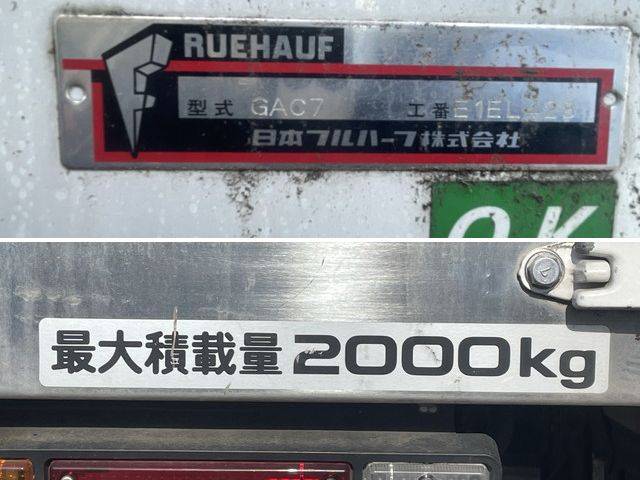 RUEHAUF
型式 GAC7 工番
日本フルハーフ株式会社
OK
最大積載量 2000kg